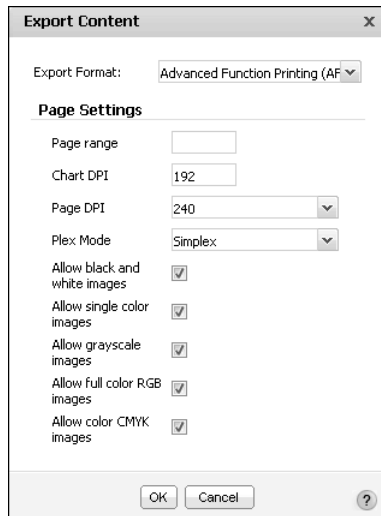 Export Content x
Export Format: Advanced Function Printing (AF
Page Settings
Page range
Chart DPI 192
Page DPI 240
Plex Mode Simplex
Allow black and
white images
Allow single color
images
Allow grayscale
images
Allow full color RGB
images
Allow color CMYK
images
OK Cancel ?